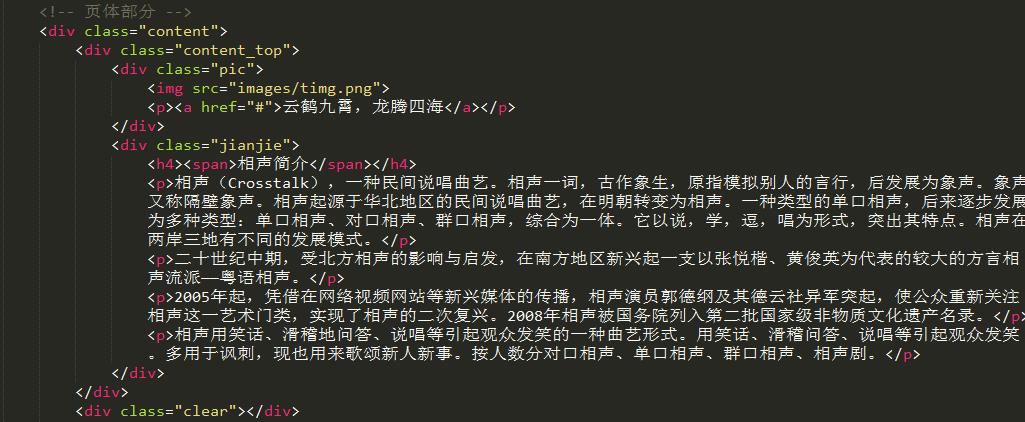 <!-- 页体部分 -->
<div class="content">
<div class="content_top">
<div class="pic">
<img src="images/timg.png">
<p><a href="#">云鹤九霄，龙腾四海</a></p>
</div>
<div class="jianjie">
<h4><span>相声简介</span></h4>
<p>相声（Crosstalk），一种民间说唱曲艺。相声一词，古作象生，原指模拟别人的言行，后发展为象声。象声
又称隔壁象声。相声起源于华北地区的民间说唱曲艺，在明朝转变为相声。一种类型的单口相声，后来逐步发展
为多种类型：单口相声、对口相声、群口相声，综合为一体。它以说，学，逗，唱为形式，突出其特点。相声在
两岸三地有不同的发展模式。</p>
<p>二十世纪中期，受北方相声的影响与启发，在南方地区新兴起一支以张悦楷、黄俊英为代表的较大的方言相
声流派—粤语相声。</p>
<p>2005年起，凭借在网络视频网站等新兴媒体的传播，相声演员郭德纲及其德云社异军突起，使公众重新关注
相声这一艺术门类，实现了相声的二次复兴。2008年相声被国务院列入第二批国家级非物质文化遗产名录。</p>
<p>相声用笑话、滑稽地问答、说唱等引起观众发笑的一种曲艺形式。用笑话、滑稽问答、说唱等引起观众发笑
。多用于讽刺，现也用来歌颂新人新事。按人数分对口相声、单口相声、群口相声、相声剧。</p>
</div>
</div>
<div class="clear"></div>